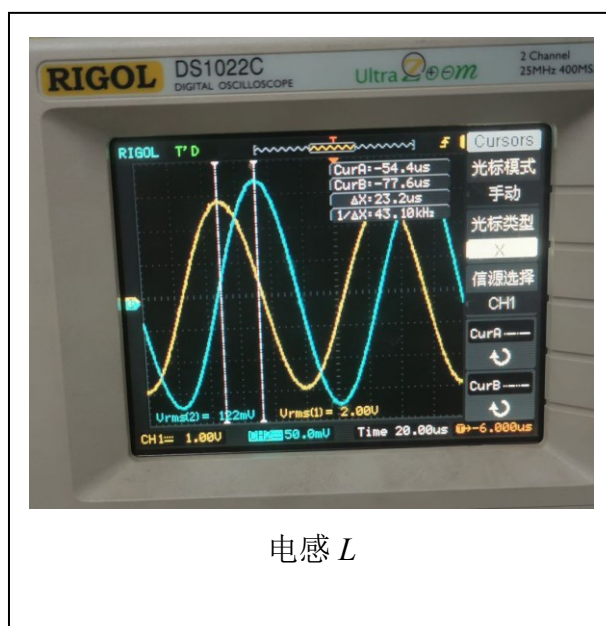 RIGOL DS1022C
DIGITAL OSCILLOSCOPE
Ultra Zoom
2 Channel
25MHz 400MS
RIGOL T'D
CurA:-54.4us
CurB:-77.6us
ΔX:23.2us
1/ΔX:43.10kHz
Cursors
光标模式
手动
光标类型
X
信源选择
CH1
CurA
CurB
Vrms(2)= 122mV Vrms(1)= 2.00V
CH1 1.00V CH2 50.0mV Time 20.00us -6.000us
电感 L